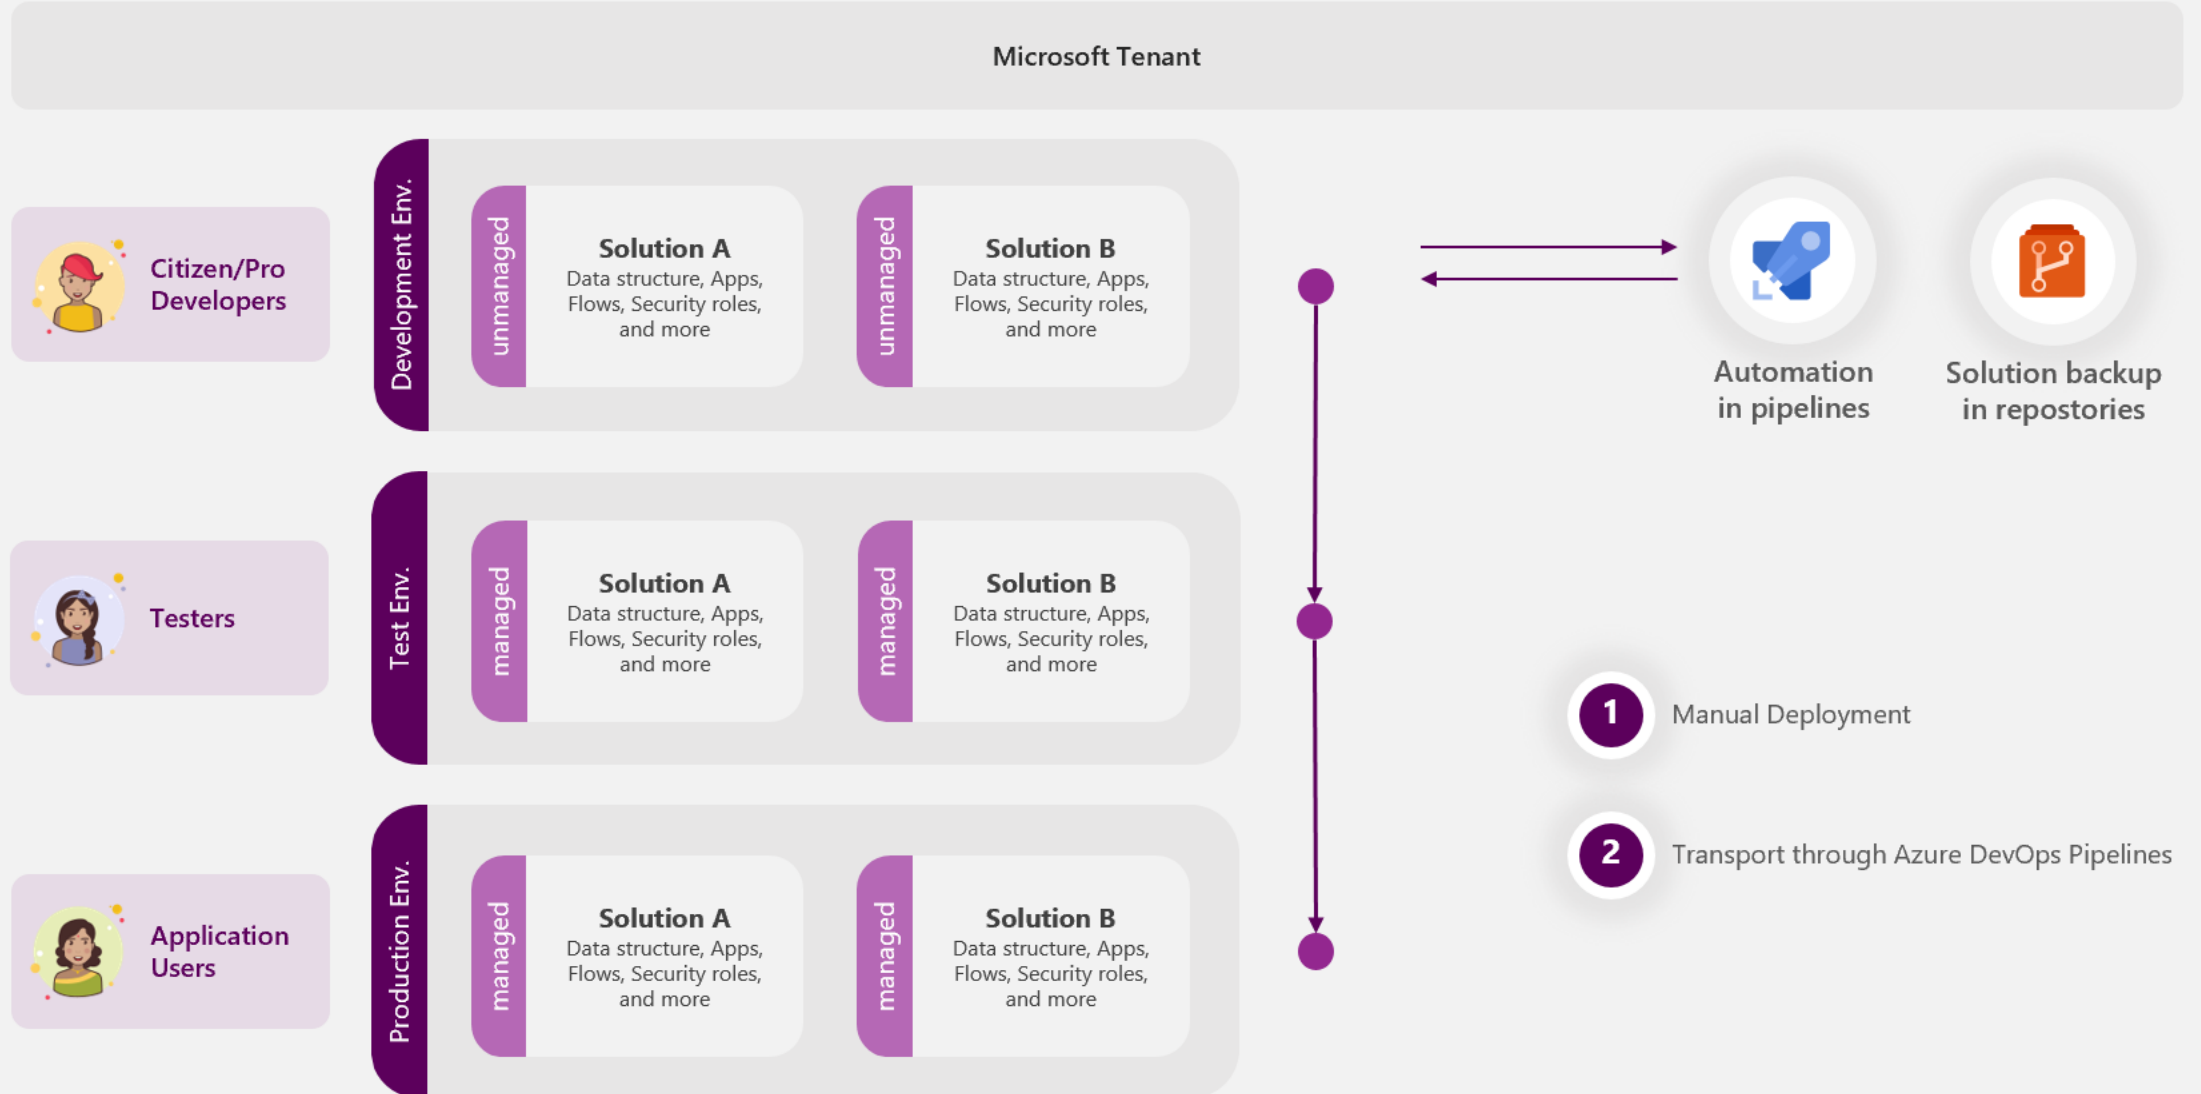 Microsoft Tenant
Citizen/Pro
Developers
Development Env.
unmanaged
Solution A
Data structure, Apps,
Flows, Security roles,
and more
unmanaged
Solution B
Data structure, Apps,
Flows, Security roles,
and more
Automation
in pipelines
Solution backup
in repostories
Testers
Test Env.
managed
Solution A
Data structure, Apps,
Flows, Security roles,
and more
managed
Solution B
Data structure, Apps,
Flows, Security roles,
and more
1
Manual Deployment
2
Transport through Azure DevOps Pipelines
Application
Users
Production Env.
managed
Solution A
Data structure, Apps,
Flows, Security roles,
and more
managed
Solution B
Data structure, Apps,
Flows, Security roles,
and more